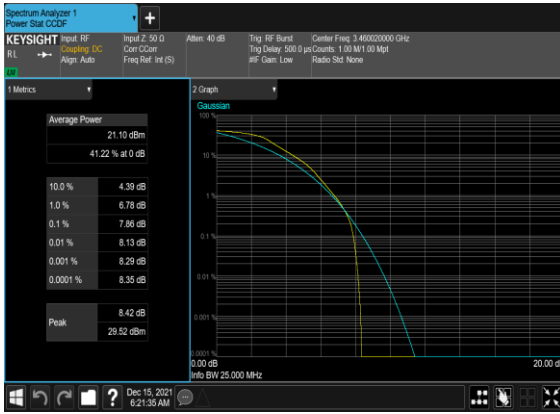 Spectrum Analyzer 1
Power Stat CCDF
KEYSIGHT
RL
LV
Input: RF
Coupling: DC
Align: Auto
Input Z: 50 Ω
Corr CCorr
Freq Ref: Int (S)
Atten: 40 dB
Trig: RF Burst
Trig Delay: 500.0 µs
#IF Gain: Low
Center Freq: 3.460020000 GHz
Counts: 1.00 M/1.00 Mpt
Radio Std: None
1 Metrics
Average Power
21.10 dBm
41.22 % at 0 dB
10.0 % 4.39 dB
1.0 % 6.78 dB
0.1 % 7.86 dB
0.01 % 8.13 dB
0.001 % 8.29 dB
0.0001 % 8.35 dB
Peak
8.42 dB
29.52 dBm
2 Graph
Gaussian
100 %
10 %
1 %
0.1 %
0.01 %
0.001 %
0.0001 %
0.00 dB
20.00 d
Info BW 25.000 MHz
?
Dec 15, 2021
6:21:35 AM